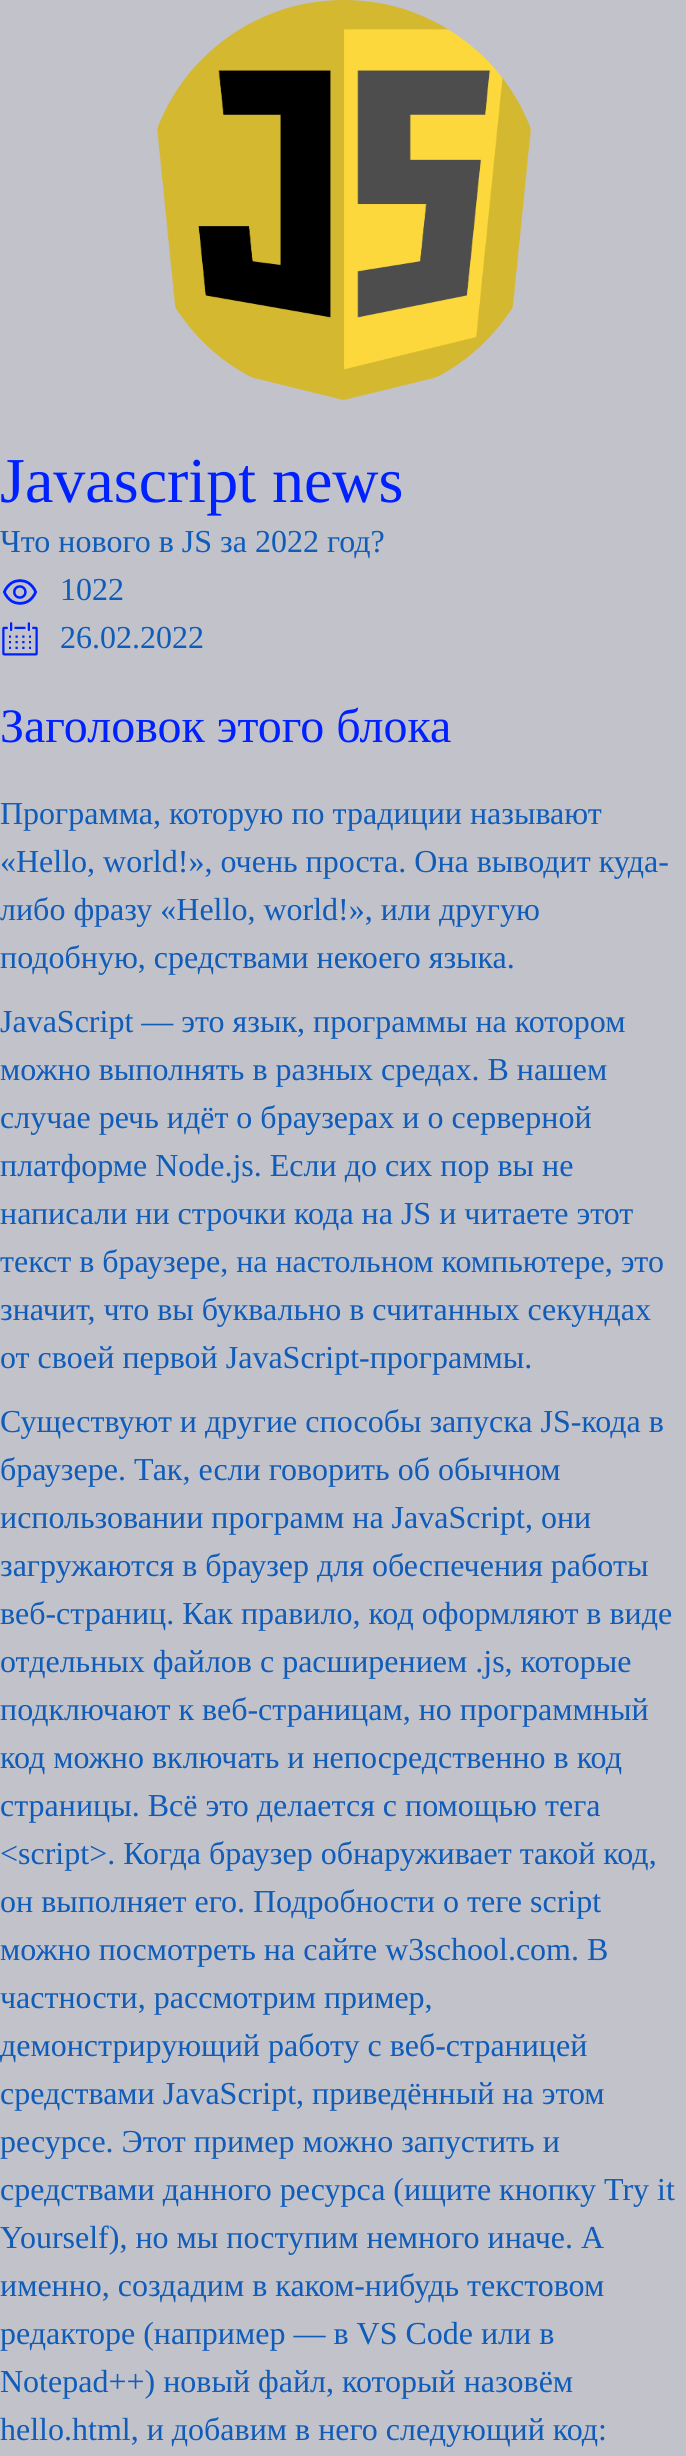 JS
Javascript news
Что нового в JS за 2022 год?
1022
26.02.2022
Заголовок этого блока
Программа, которую по традиции называют
«Hello, world!», очень проста. Она выводит куда-
либо фразу «Hello, world!», или другую
подобную, средствами некоего языка.
JavaScript — это язык, программы на котором
можно выполнять в разных средах. В нашем
случае речь идёт о браузерах и о серверной
платформе Node.js. Если до сих пор вы не
написали ни строчки кода на JS и читаете этот
текст в браузере, на настольном компьютере, это
значит, что вы буквально в считанных секундах
от своей первой JavaScript-программы.
Существуют и другие способы запуска JS-кода в
браузере. Так, если говорить об обычном
использовании программ на JavaScript, они
загружаются в браузер для обеспечения работы
веб-страниц. Как правило, код оформляют в виде
отдельных файлов с расширением .js, которые
подключают к веб-страницам, но программный
код можно включать и непосредственно в код
страницы. Всё это делается с помощью тега
<script>. Когда браузер обнаруживает такой код,
он выполняет его. Подробности о теге script
можно посмотреть на сайте w3school.com. В
частности, рассмотрим пример,
демонстрирующий работу с веб-страницей
средствами JavaScript, приведённый на этом
ресурсе. Этот пример можно запустить и
средствами данного ресурса (ищите кнопку Try it
Yourself), но мы поступим немного иначе. А
именно, создадим в каком-нибудь текстовом
редакторе (например — в VS Code или в
Notepad++) новый файл, который назовём
hello.html, и добавим в него следующий код: